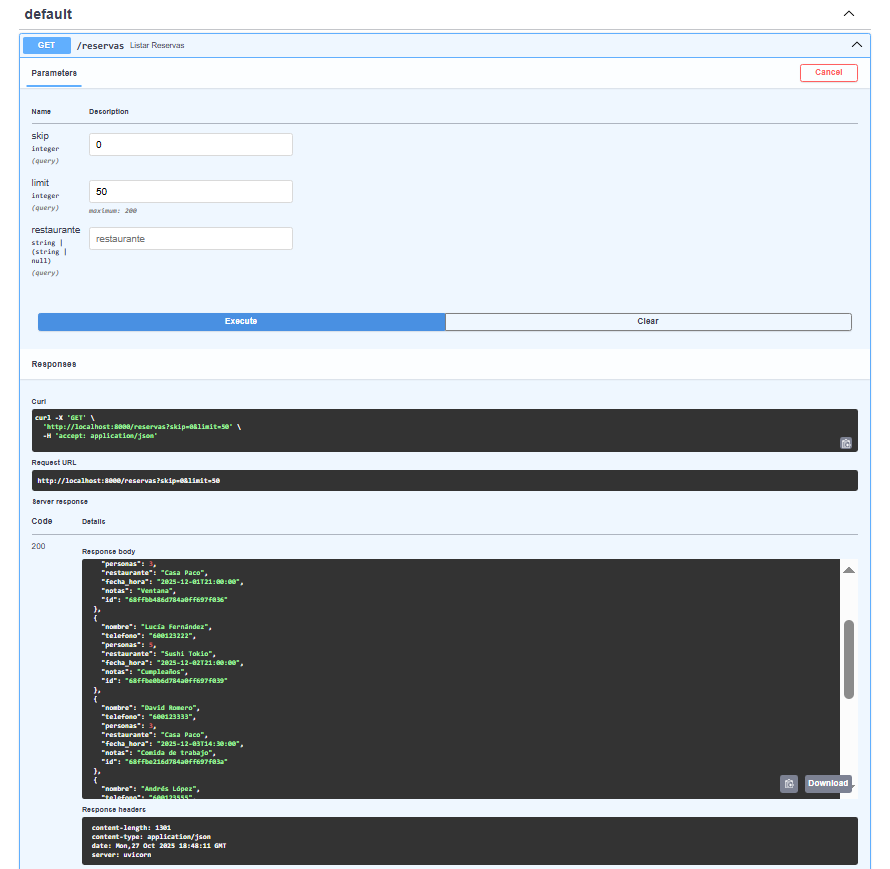 default
GET /reservas Listar Reservas
Parameters
Cancel
Name Description
skip
integer
(query)
0
limit
integer
(query)
50
maximum: 200
restaurante
string |
(string |
null)
(query)
restaurante
Execute
Clear
Responses
Curl
curl -X 'GET' \
'http://localhost:8000/reservas?skip=0&limit=50' \
-H 'accept: application/json'
Request URL
http://localhost:8000/reservas?skip=0&limit=50
Server response
Code Details
200
Response body
"personas": 3,
"restaurante": "Casa Paco",
"fecha_hora": "2025-12-01T21:00:00",
"notas": "Ventana",
"id": "68ffbb486d784a0ff697f036"
},
{
"nombre": "Lucía Fernández",
"telefono": "600123222",
"personas": 5,
"restaurante": "Sushi Tokio",
"fecha_hora": "2025-12-02T21:00:00",
"notas": "Cumpleaños",
"id": "68ffbe0b6d784a0ff697f039"
},
{
"nombre": "David Romero",
"telefono": "600123333",
"personas": 3,
"restaurante": "Casa Paco",
"fecha_hora": "2025-12-03T14:30:00",
"notas": "Comida de trabajo",
"id": "68ffbe216d784a0ff697f03a"
},
{
"nombre": "Andrés López",
"telefono": "600123555",
Download
Response headers
content-length: 1301
content-type: application/json
date: Mon,27 Oct 2025 18:48:11 GMT
server: uvicorn